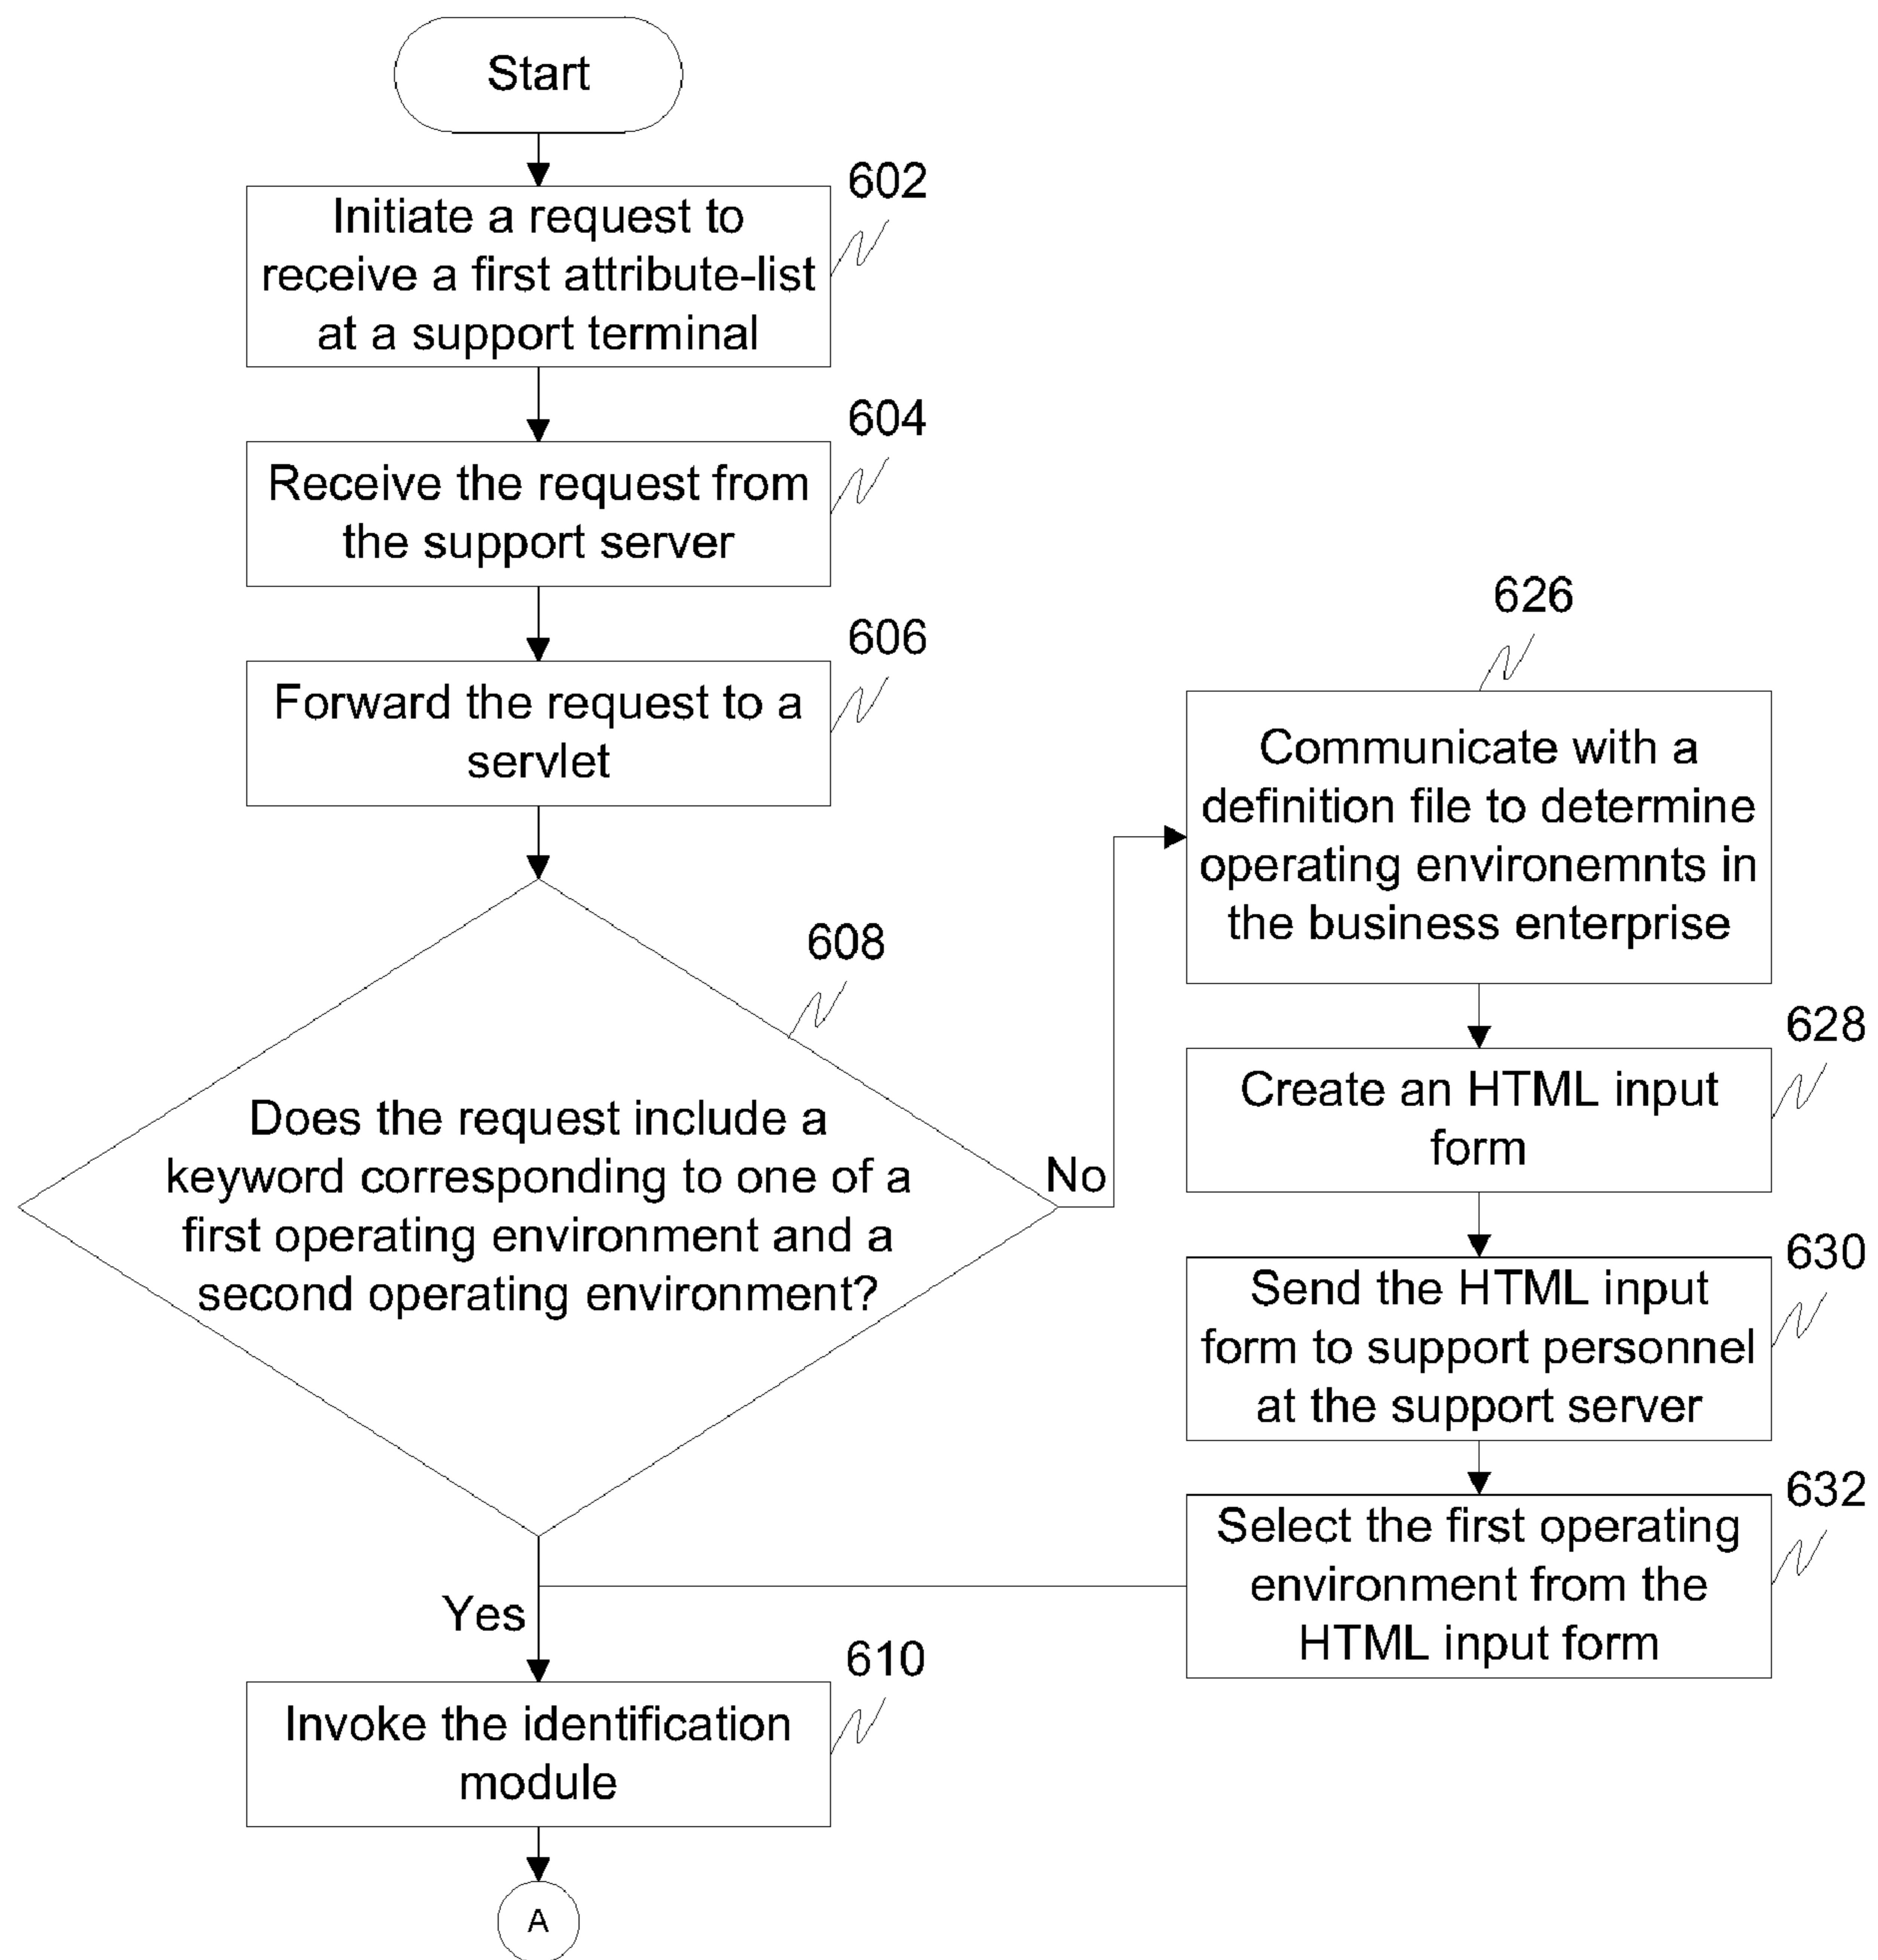 Start
602
Initiate a request to
receive a first attribute-list
at a support terminal
604
Receive the request from
the support server
606
Forward the request to a
servlet
608
Does the request include a
keyword corresponding to one of a
first operating environment and a
second operating environment?
No
Yes
610
Invoke the identification
module
A
626
Communicate with a
definition file to determine
operating environemnts in
the business enterprise
628
Create an HTML input
form
630
Send the HTML input
form to support personnel
at the support server
632
Select the first operating
environment from the
HTML input form